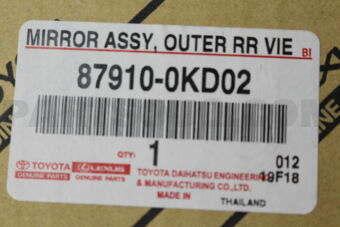 MIRROR ASSY, OUTER RR VIE BI
87910-0KD02
QTY: 1
012
19F18
TOYOTA LEXUS
GENUINE PARTS GENUINE PARTS
TOYOTA DAIHATSU ENGINEERING
& MANUFACTURING CO.,LTD.
MADE IN THAILAND